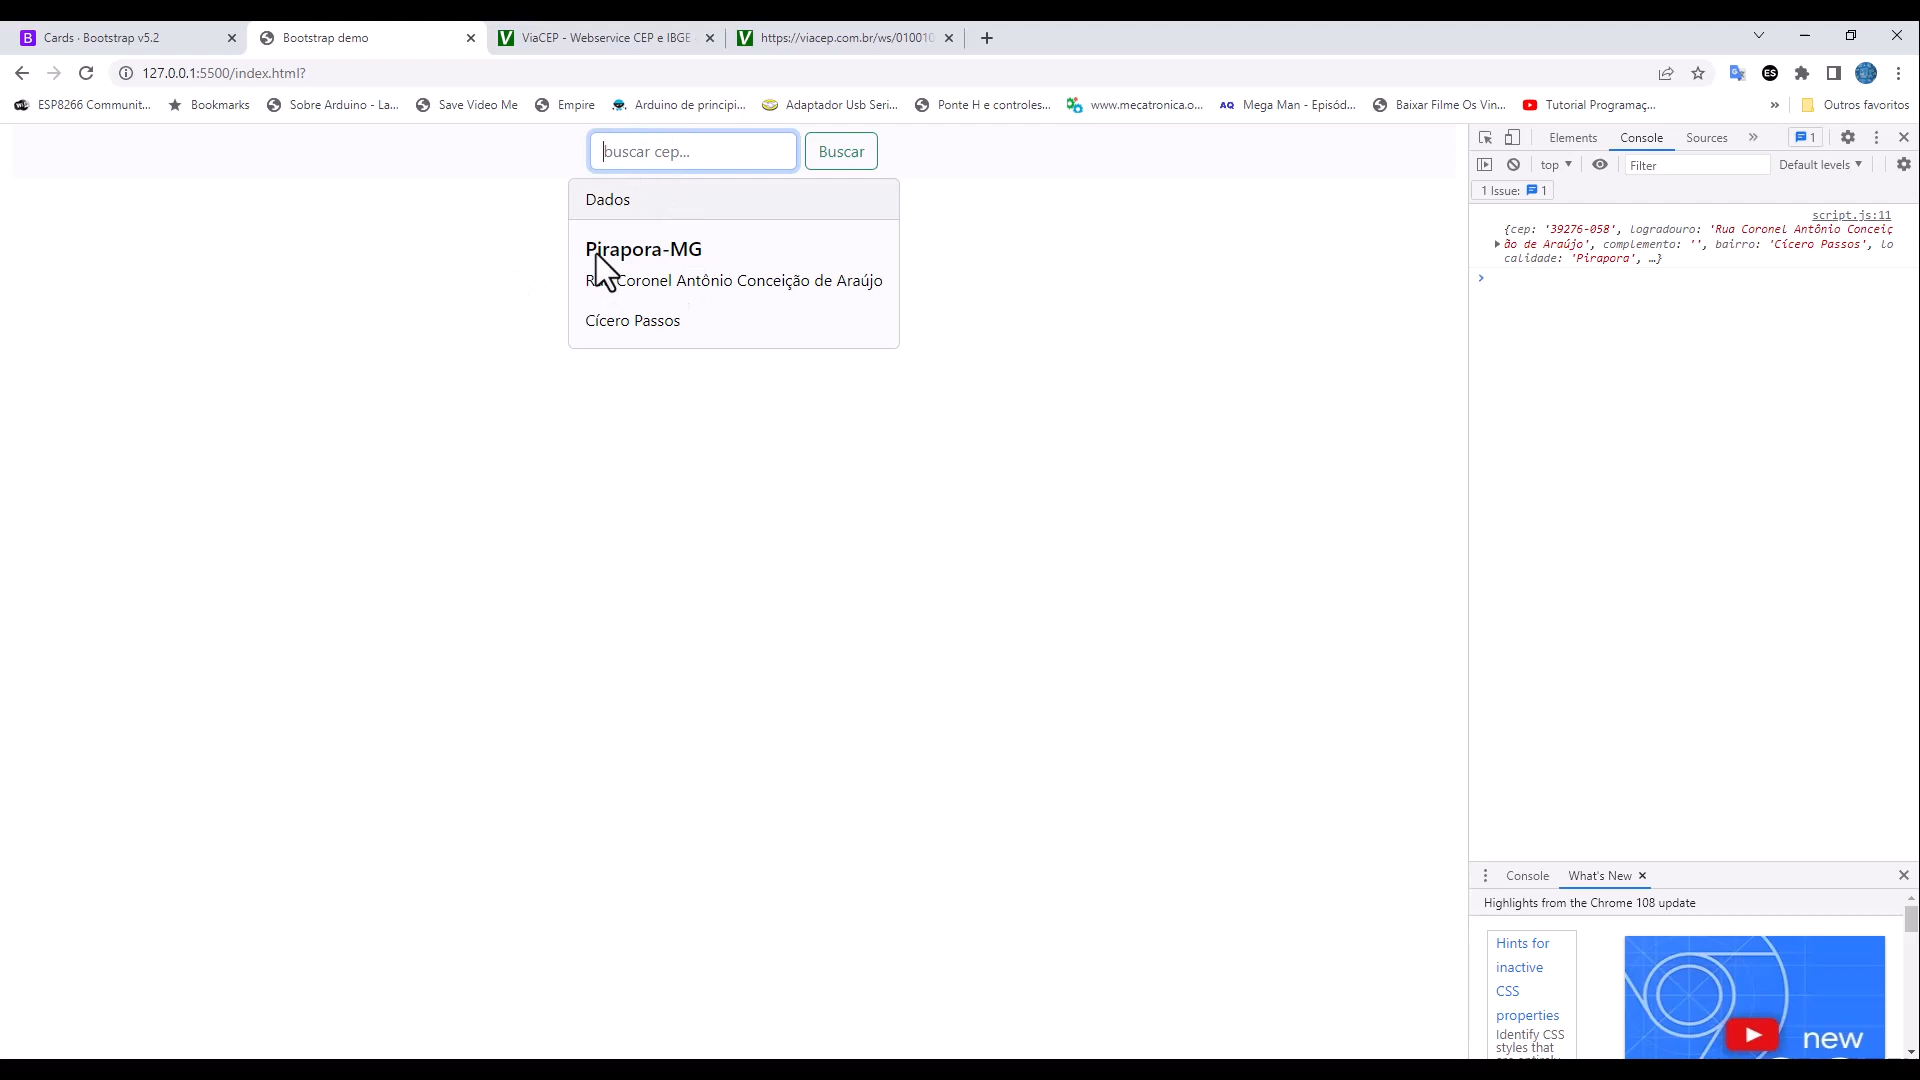 Cards · Bootstrap v5.2
Bootstrap demo
ViaCEP - Webservice CEP e IBGE
https://viacep.com.br/ws/010010
127.0.0.1:5500/index.html?
ES
ESP8266 Communit...
Bookmarks
Sobre Arduino - La...
Save Video Me
Empire
Arduino de principi...
Adaptador Usb Seri...
Ponte H e controles...
www.mecatronica.o...
AQ
Mega Man - Episód...
Baixar Filme Os Vin...
Tutorial Programaç...
»
Outros favoritos
buscar cep...
Buscar
Dados
Pirapora-MG
Coronel Antônio Conceição de Araújo
Cícero Passos
Elements
Console
Sources
»
1
top
Filter
Default levels
1 Issue: 1
script.js:11
{cep: '39276-058', logradouro: 'Rua Coronel Antônio Conceiç
ão de Araújo', complemento: '', bairro: 'Cícero Passos', lo
calidade: 'Pirapora', …}
Console
What's New
Highlights from the Chrome 108 update
Hints for
inactive
CSS
properties
Identify CSS
styles that
new